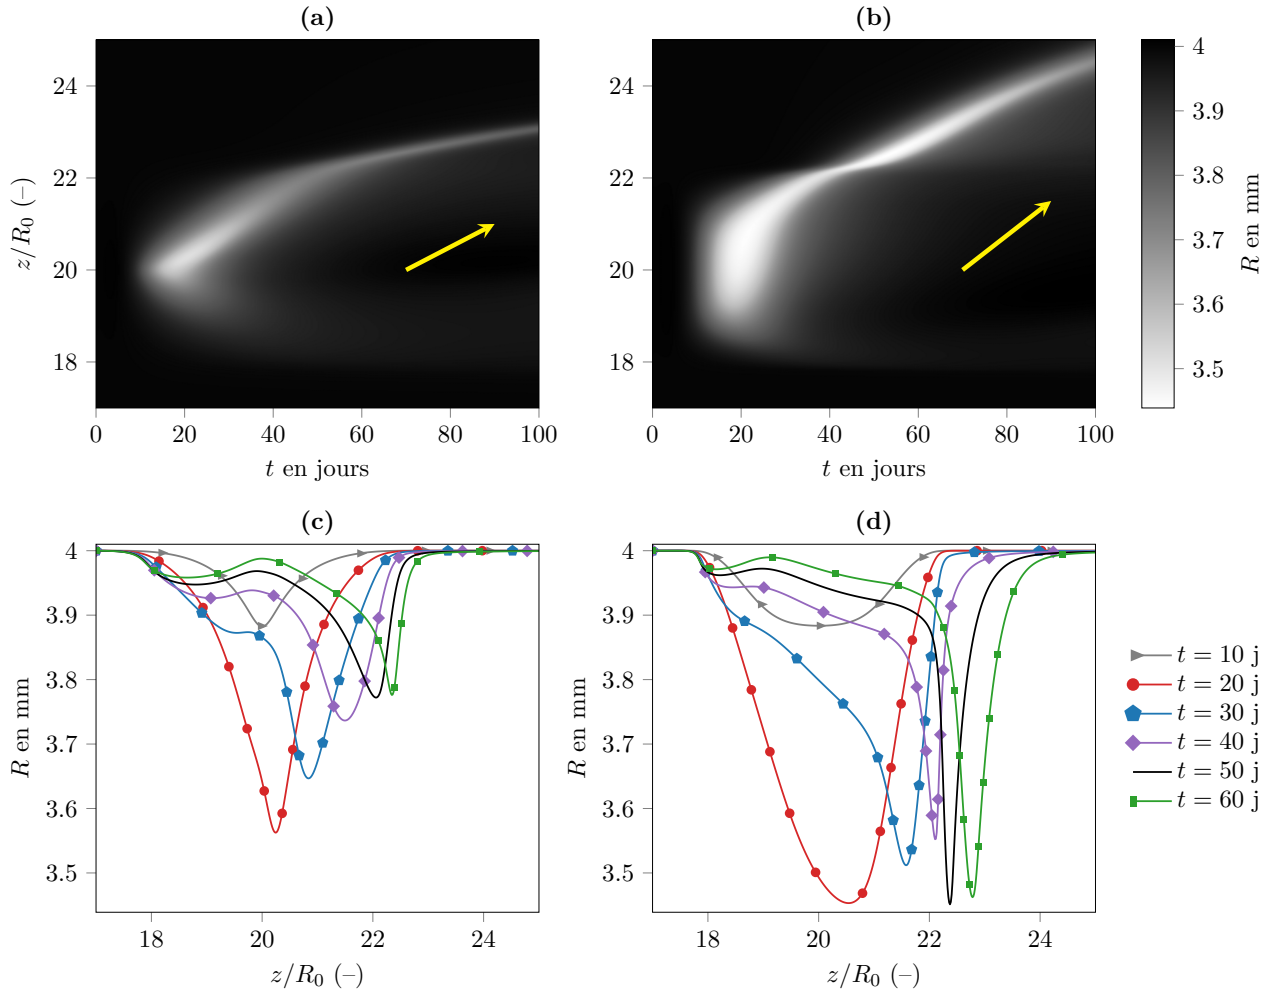 (a)
(b)
24
22
20
18
z/R₀ (–)
0 20 40 60 80 100
t en jours
0 20 40 60 80 100
t en jours
4
3.9
3.8
3.7
3.6
3.5
R en mm
(c)
(d)
4
3.9
3.8
3.7
3.6
3.5
R en mm
18 20 22 24
z/R₀ (–)
4
3.9
3.8
3.7
3.6
3.5
R en mm
18 20 22 24
z/R₀ (–)
24
22
20
18
t = 10 j
t = 20 j
t = 30 j
t = 40 j
t = 50 j
t = 60 j